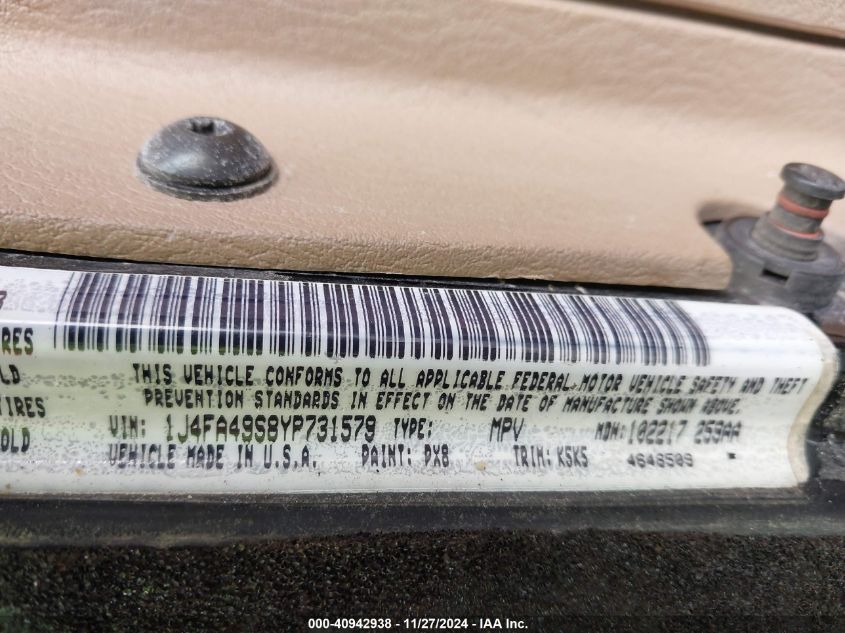 RES
LD
TIRES
OLD
THIS VEHICLE CONFORMS TO ALL APPLICABLE FEDERAL MOTOR VEHICLE SAFETY AND THEFT
PREVENTION STANDARDS IN EFFECT ON THE DATE OF MANUFACTURE SHOWN ABOVE.
VIN: 1J4FA49S8YP731579 TYPE: MPV MDH: 102217 259AA
VEHICLE MADE IN U.S.A. PAINT: PX8 TRIM: K5K5 4648509
000-40942938 - 11/27/2024 - IAA Inc.